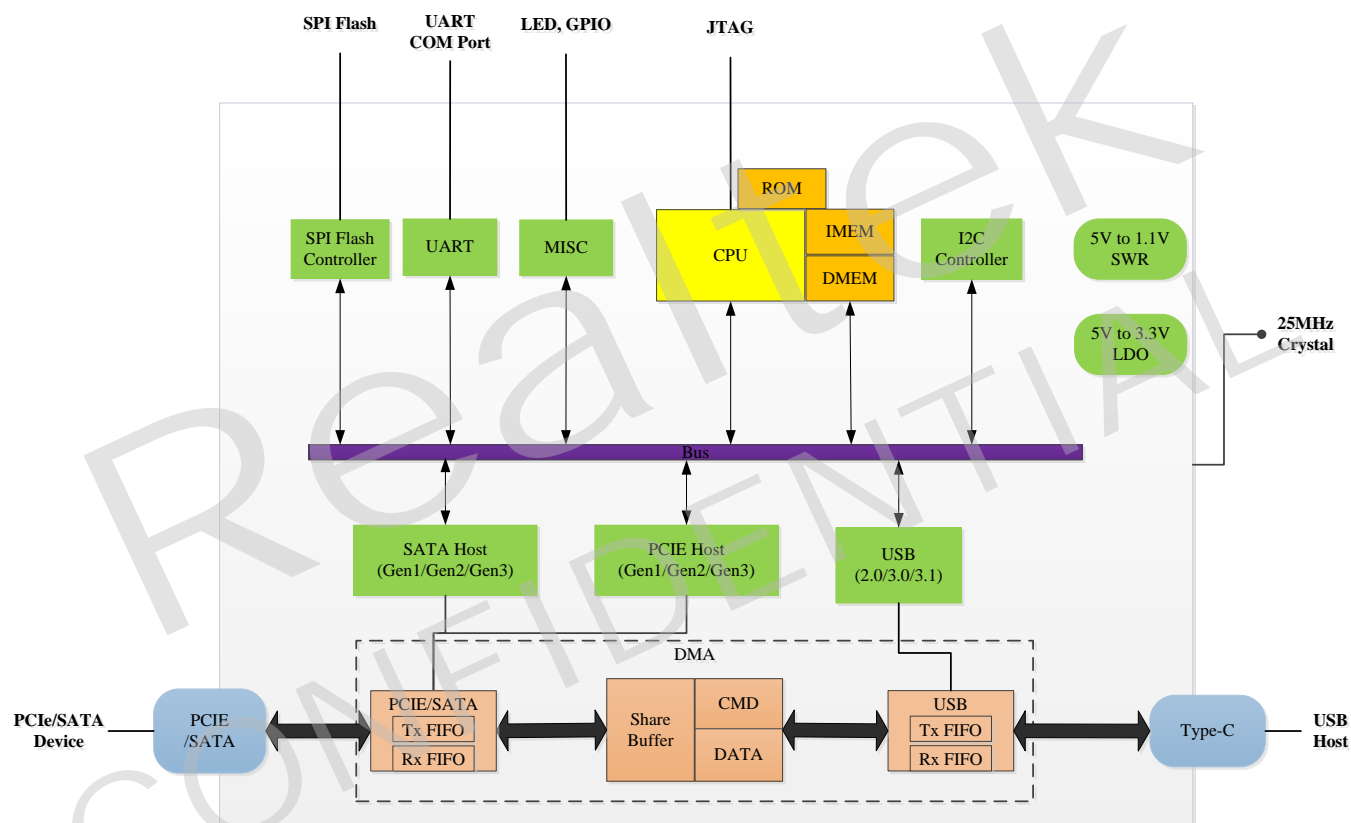 SPI Flash
UART
COM Port
LED, GPIO
JTAG
ROM
SPI Flash
Controller
UART
MISC
CPU
IMEM
DMEM
I2C
Controller
5V to 1.1V
SWR
5V to 3.3V
LDO
25MHz
Crystal
Bus
SATA Host
(Gen1/Gen2/Gen3)
PCIE Host
(Gen1/Gen2/Gen3)
USB
(2.0/3.0/3.1)
DMA
PCIe/SATA
Device
PCIE
/SATA
PCIE/SATA
Tx FIFO
Rx FIFO
Share
Buffer
CMD
DATA
USB
Tx FIFO
Rx FIFO
Type-C
USB
Host
Realtek
CONFIDENTIAL